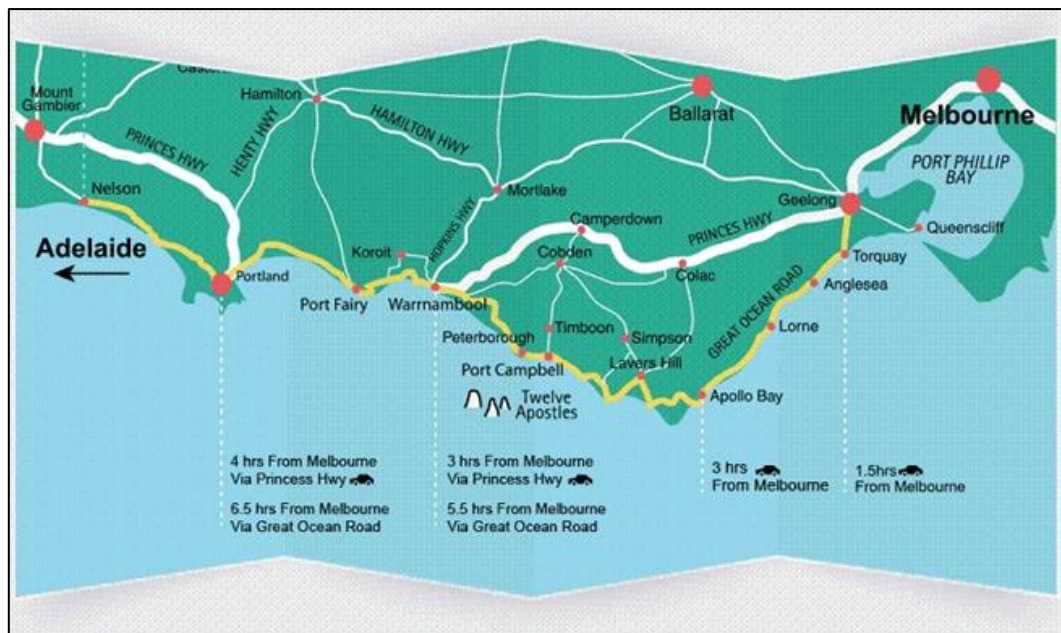 Casterton
Mount
Gambier
Hamilton
HENTY HWY
HAMILTON HWY
PRINCES HWY
Ballarat
Melbourne
PORT PHILLIP
BAY
Nelson
Mortlake
Geelong
Queenscliff
Adelaide
Portland
Koroit
HOPKINS HWY
Camperdown
Cobden
PRINCES HWY
Colac
Torquay
Port Fairy
Warrnambool
Anglesea
GREAT OCEAN ROAD
Lorne
Peterborough
Timboon
Simpson
Port Campbell
Lavers Hill
Twelve
Apostles
Apollo Bay
4 hrs From Melbourne
Via Princess Hwy
6.5 hrs From Melbourne
Via Great Ocean Road
3 hrs From Melbourne
Via Princess Hwy
5.5 hrs From Melbourne
Via Great Ocean Road
3 hrs
From Melbourne
1.5hrs
From Melbourne